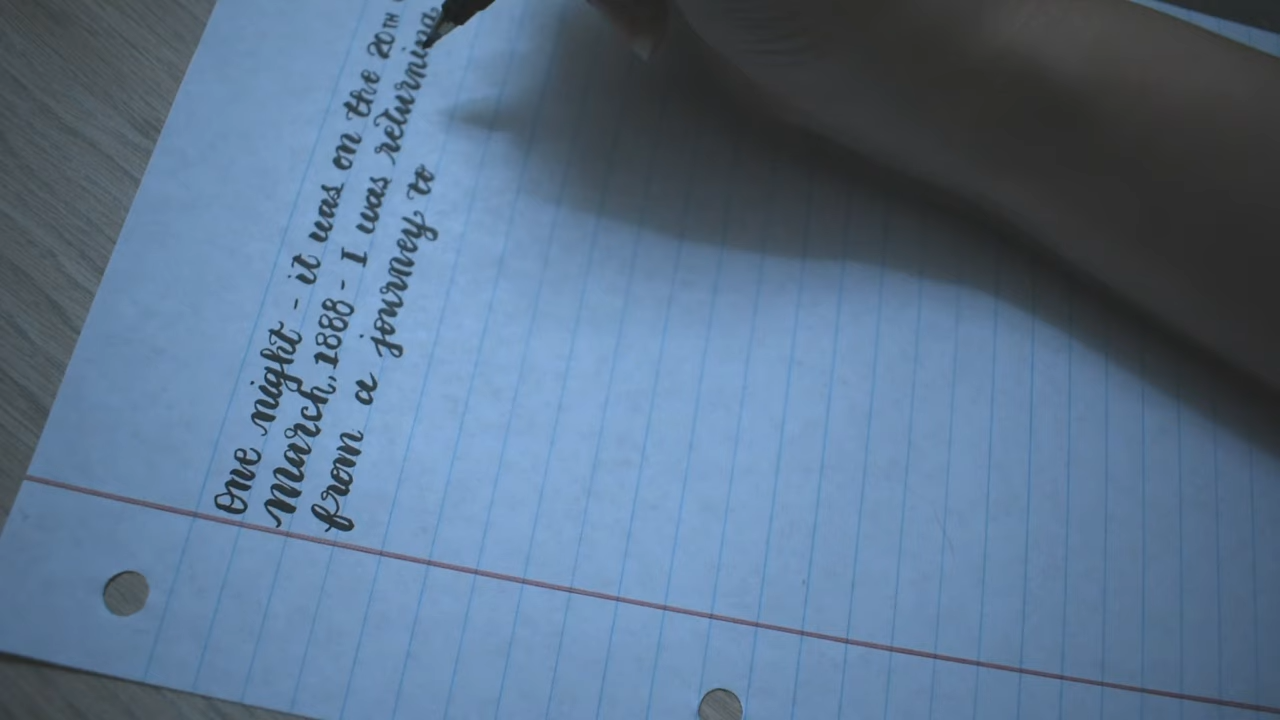 One night - it was on the 20TH
March, 1888 - I was returning
from a journey to